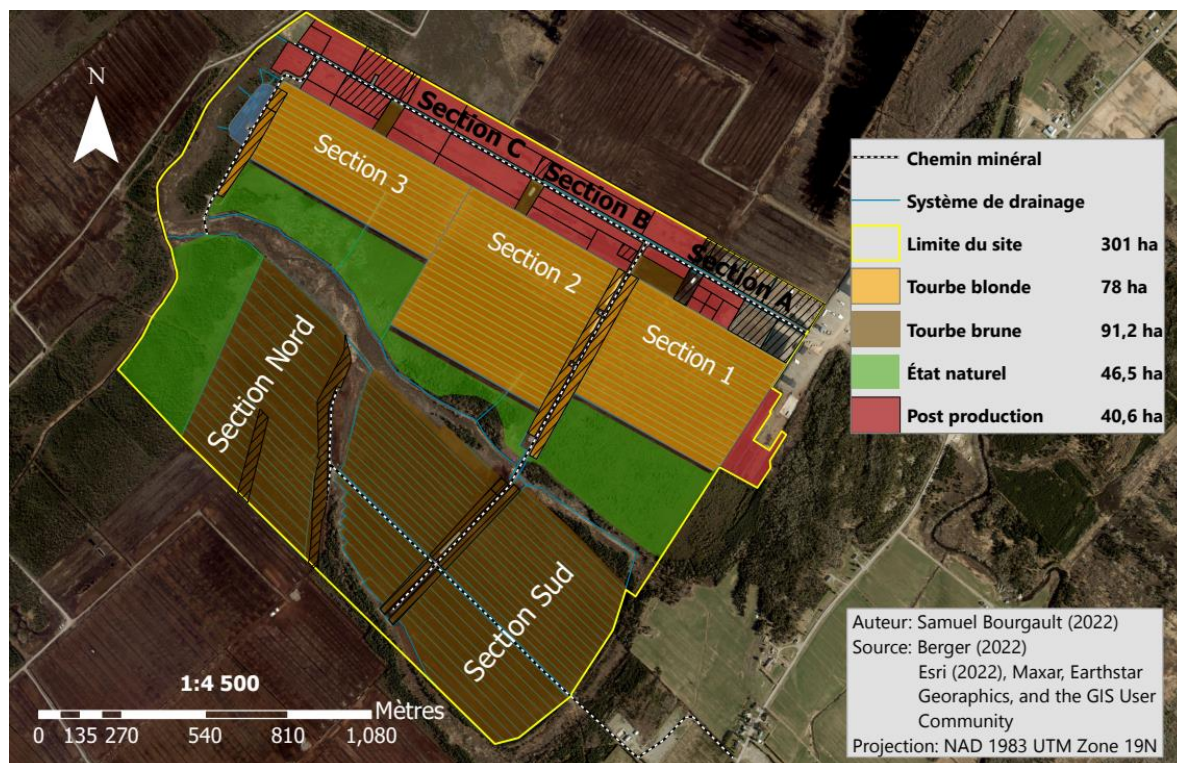 N
Section C
Section B
Section A
Section 3
Section 2
Section 1
Section Nord
Section Sud
Chemin minéral
Système de drainage
Limite du site 301 ha
Tourbe blonde 78 ha
Tourbe brune 91,2 ha
État naturel 46,5 ha
Post production 40,6 ha
1:4 500
Mètres
0 135 270 540 810 1,080
Auteur: Samuel Bourgault (2022)
Source: Berger (2022)
Esri (2022), Maxar, Earthstar
Georaphics, and the GIS User
Community
Projection: NAD 1983 UTM Zone 19N